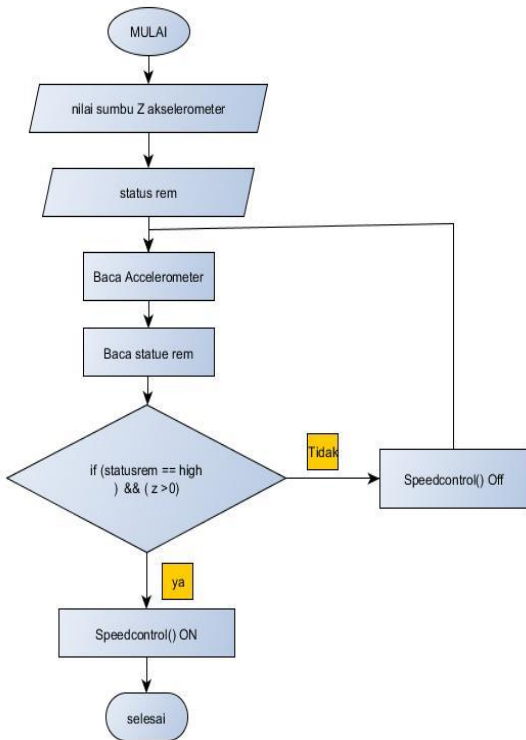 MULAI
nilai sumbu Z akselerometer
status rem
Baca Accelerometer
Baca statue rem
if (statusrem == high
) && ( z >0)
Tidak
Speedcontrol() Off
ya
Speedcontrol() ON
selesai